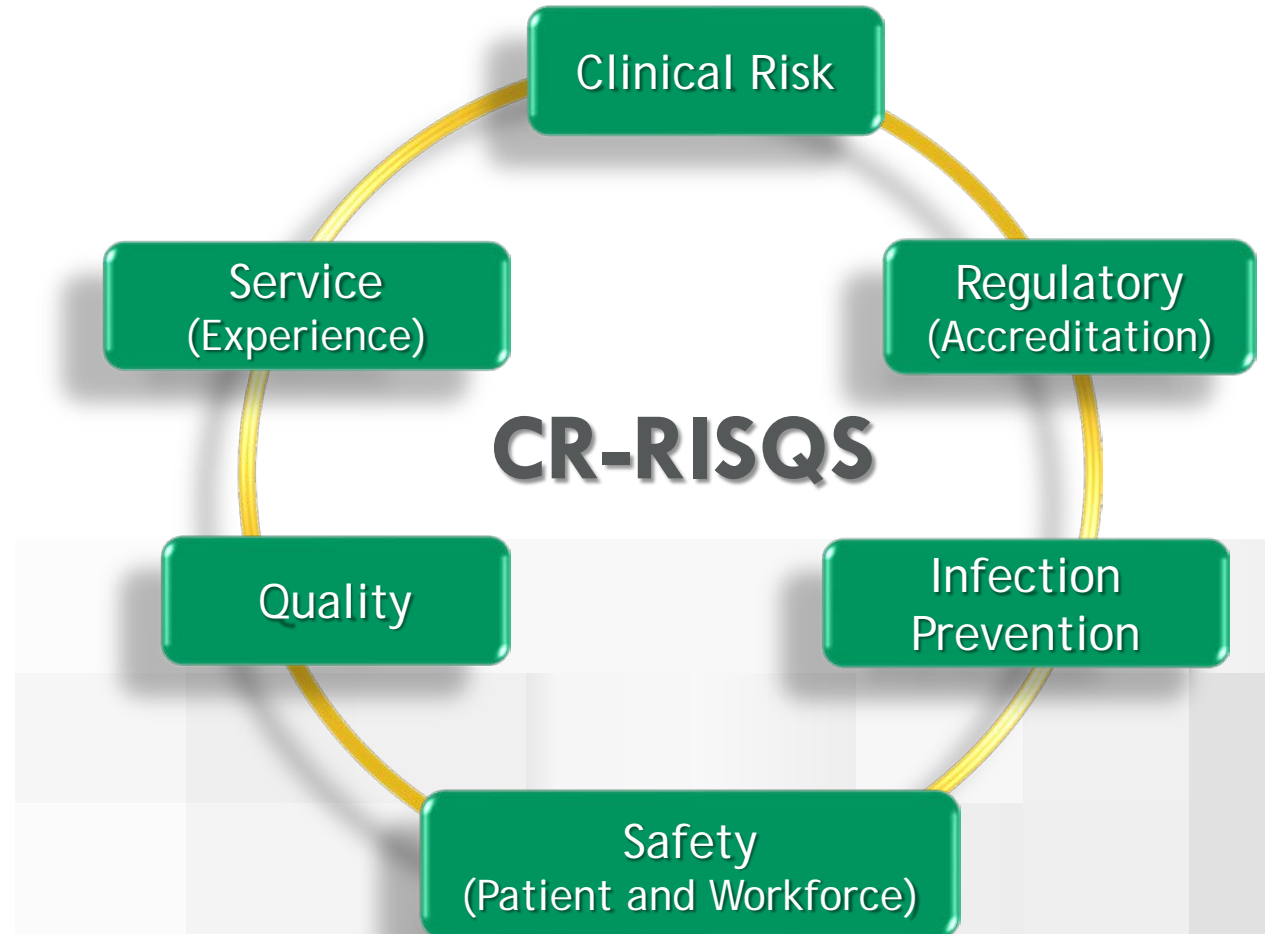 Clinical Risk
Service
(Experience)
Regulatory
(Accreditation)
CR-RISQS
Quality
Infection
Prevention
Safety
(Patient and Workforce)